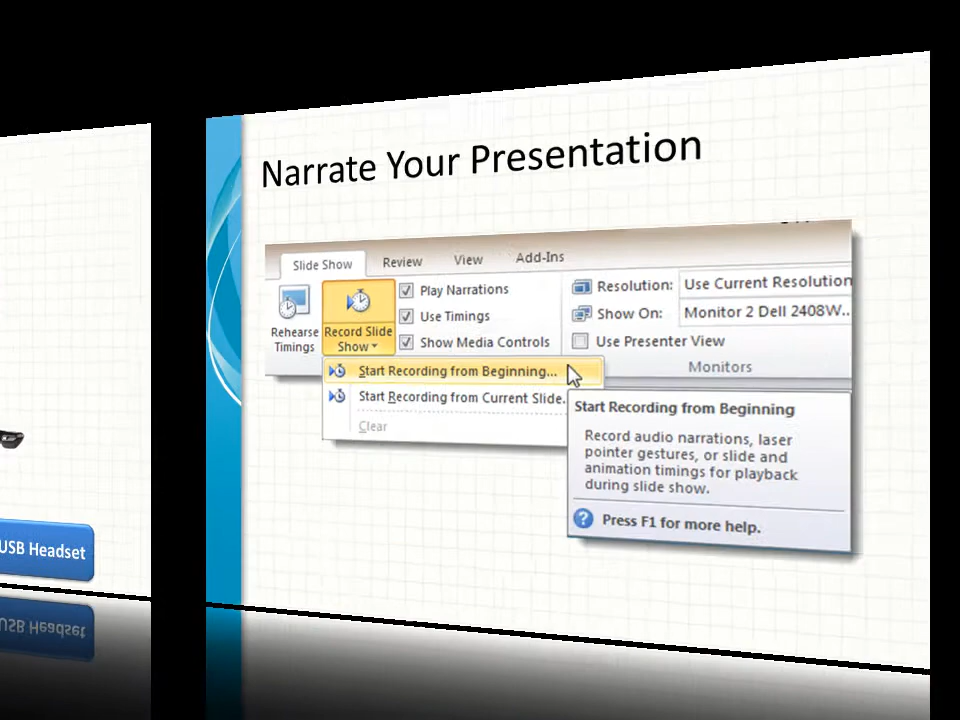 Narrate Your Presentation
Slide Show Review View Add-Ins
Rehearse Timings
Record Slide Show
Play Narrations
Use Timings
Show Media Controls
Resolution: Use Current Resolution
Show On: Monitor 2 Dell 2408W...
Use Presenter View
Monitors
Start Recording from Beginning...
Start Recording from Current Slide.
Clear
Start Recording from Beginning
Record audio narrations, laser
pointer gestures, or slide and
animation timings for playback
during slide show.
Press F1 for more help.
USB Headset